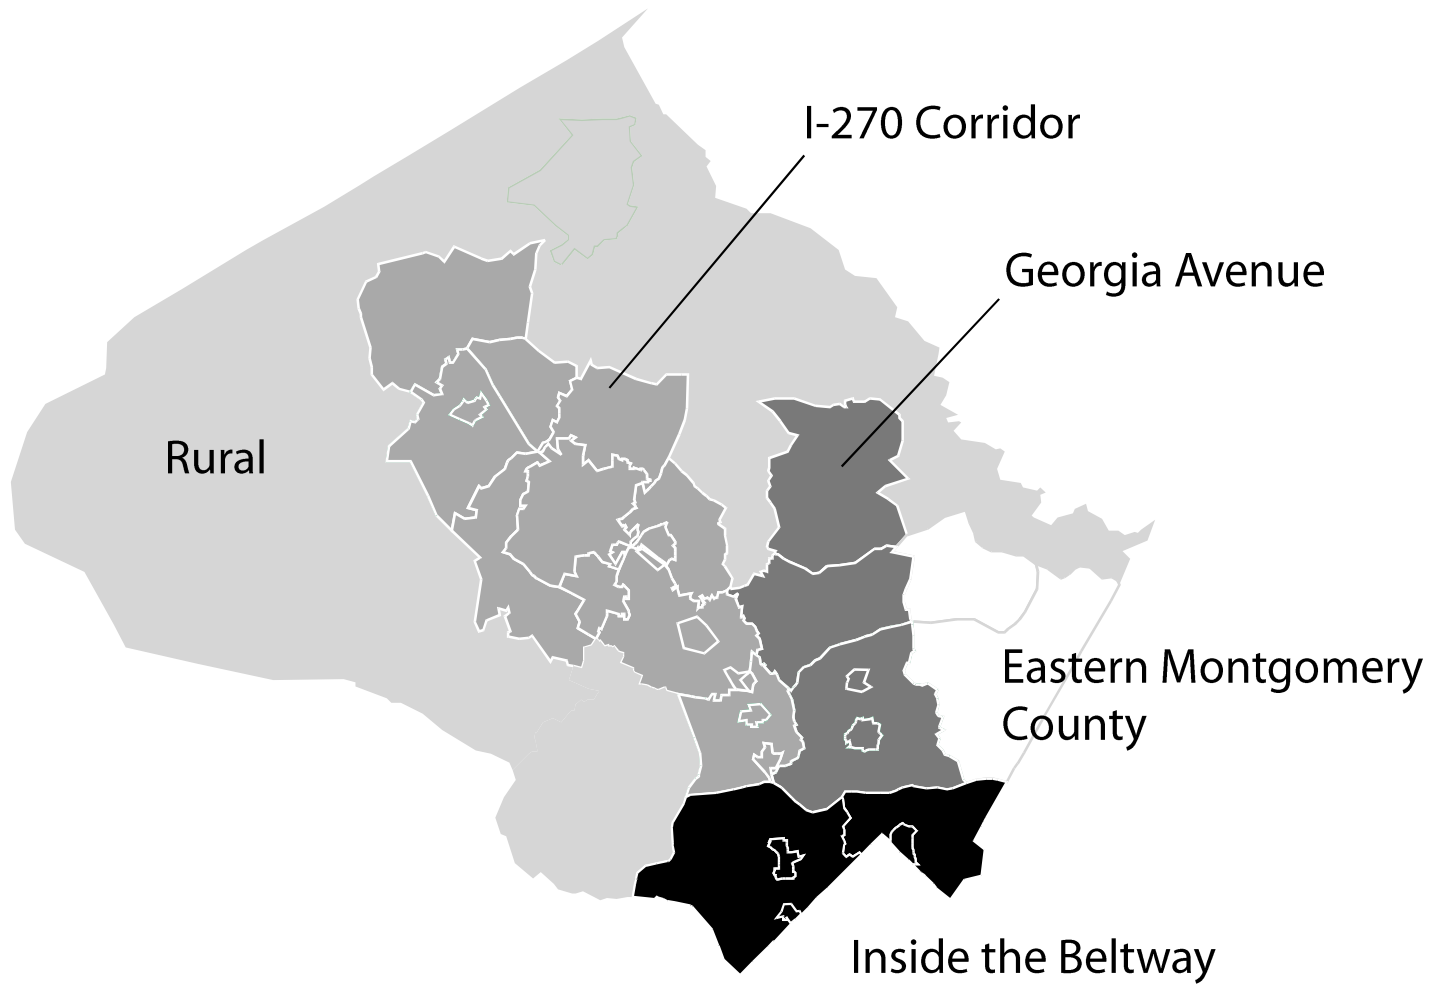 I-270 Corridor
Georgia Avenue
Rural
Eastern Montgomery
County
Inside the Beltway